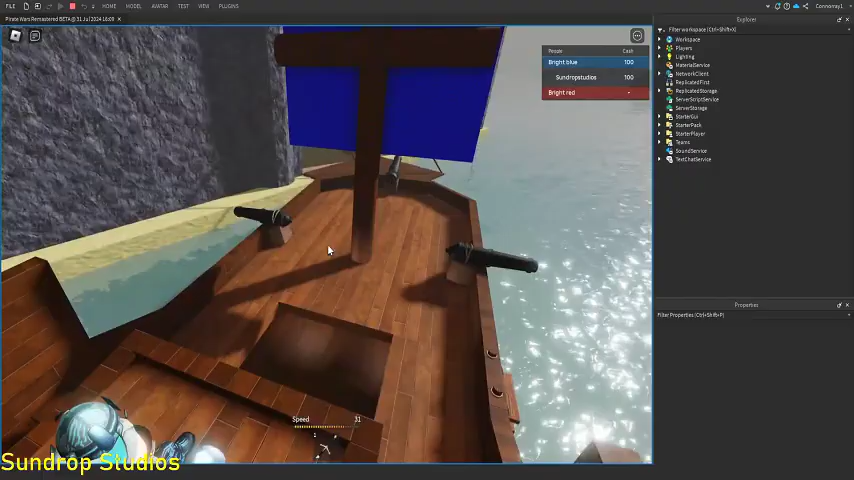 FILE HOME MODEL AVATAR TEST VIEW PLUGINS Connorray1
Pirate Wars Remastered BETA @ 31 Jul 2024 16:09 Explorer
Filter workspace (Ctrl+Shift+X)
People Cash
Bright blue 100
Sundropstudios 100
Bright red -
Workspace
Players
Lighting
MaterialService
NetworkClient
ReplicatedFirst
ReplicatedStorage
ServerScriptService
ServerStorage
StarterGui
StarterPack
StarterPlayer
Teams
SoundService
TextChatService
Properties
Filter Properties (Ctrl+Shift+P)
Speed 31
1
Sundrop Studios